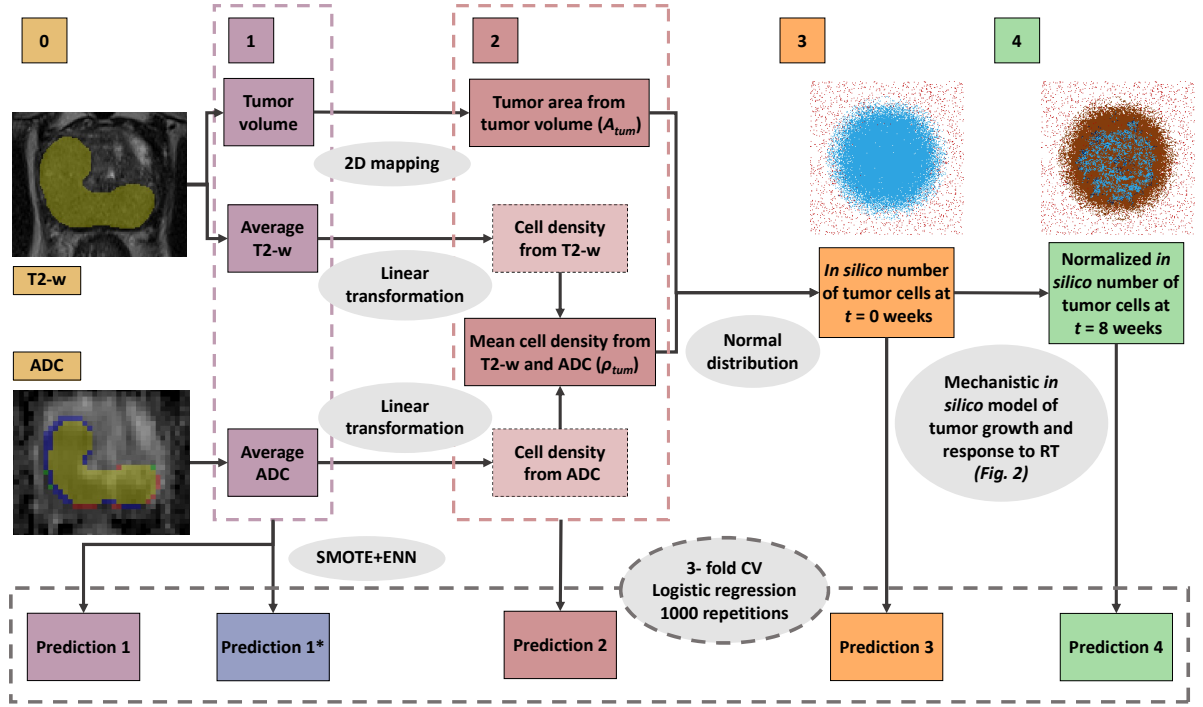 0
1
2
3
4
Tumor
volume
Tumor area from
tumor volume (A_tum)
2D mapping
T2-w
Average
T2-w
Cell density
from T2-w
Linear
transformation
In silico number
of tumor cells at
t = 0 weeks
Normalized in
silico number of
tumor cells at
t = 8 weeks
Mean cell density from
T2-w and ADC (ρ_tum)
Normal
distribution
ADC
Linear
transformation
Mechanistic in
silico model of
tumor growth and
response to RT
(Fig. 2)
Average
ADC
Cell density
from ADC
SMOTE+ENN
3- fold CV
Logistic regression
1000 repetitions
Prediction 1
Prediction 1*
Prediction 2
Prediction 3
Prediction 4